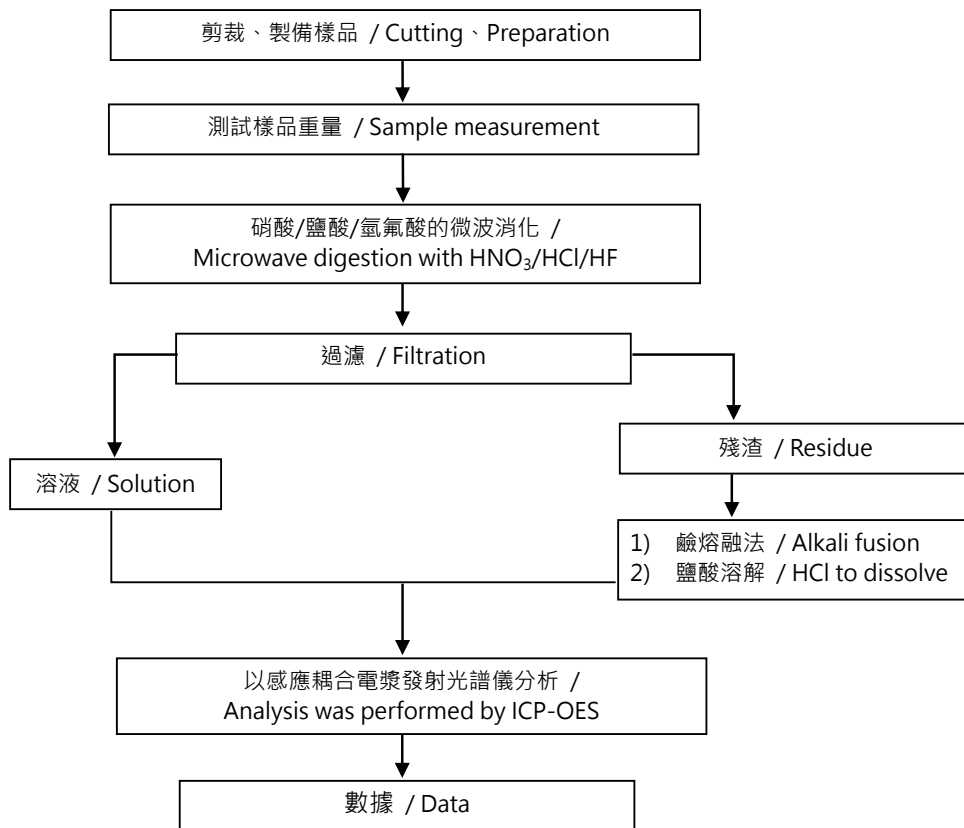 剪裁、製備樣品 / Cutting、Preparation
測試樣品重量 / Sample measurement
硝酸/鹽酸/氫氟酸的微波消化 /
Microwave digestion with HNO₃/HCl/HF
過濾 / Filtration
溶液 / Solution
殘渣 / Residue
1) 鹼熔融法 / Alkali fusion
2) 鹽酸溶解 / HCl to dissolve
以感應耦合電漿發射光譜儀分析 /
Analysis was performed by ICP-OES
數據 / Data